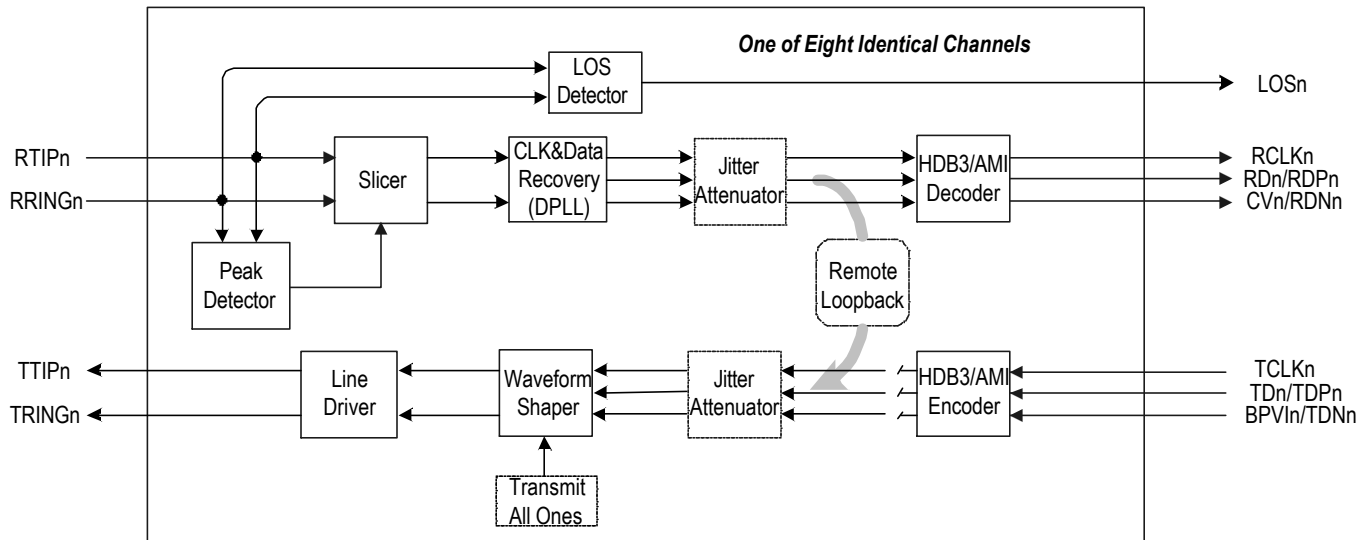 One of Eight Identical Channels
LOS
Detector
LOSn
RTIPn
RRINGn
Slicer
CLK&Data
Recovery
(DPLL)
Jitter
Attenuator
HDB3/AMI
Decoder
RCLKn
RDn/RDPn
CVn/RDNn
Peak
Detector
Remote
Loopback
TTIPn
TRINGn
Line
Driver
Waveform
Shaper
Jitter
Attenuator
HDB3/AMI
Encoder
TCLKn
TDn/TDPn
BPVIn/TDNn
Transmit
All Ones